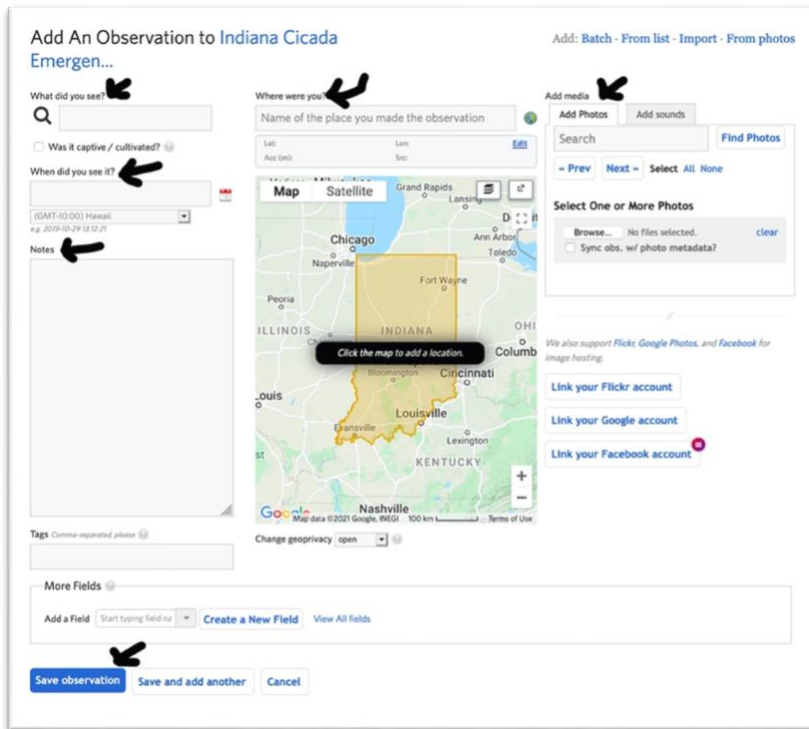 Add An Observation to Indiana Cicada
Emergen...
Add: Batch · From list · Import · From photos
What did you see?
Was it captive / cultivated?
When did you see it?
(GMT-10:00) Hawaii
e.g. 2019-10-29 13:12:21
Notes
Tags Comma-separated, please
Where were you?
Name of the place you made the observation
Lat: Lon: Edit
Acc (m): Src:
Map Satellite
Grand Rapids
Lansing
Chicago
Ann Arbor
Naperville
Toledo
Fort Wayne
Peoria
ILLINOIS
INDIANA
Click the map to add a location.
Columb
Bloomington
Cincinnati
ouis
Louisville
Evansville
Lexington
KENTUCKY
Nashville
Google
Map data ©2021 Google, INEGI 100 km Terms of Use
Change geoprivacy open
Add media
Add Photos Add sounds
Search Find Photos
« Prev Next » Select All None
Select One or More Photos
Browse... No files selected. clear
Sync obs. w/ photo metadata?
We also support Flickr, Google Photos, and Facebook for
image hosting.
Link your Flickr account
Link your Google account
Link your Facebook account
More Fields
Add a Field Start typing field na Create a New Field View All fields
Save observation Save and add another Cancel